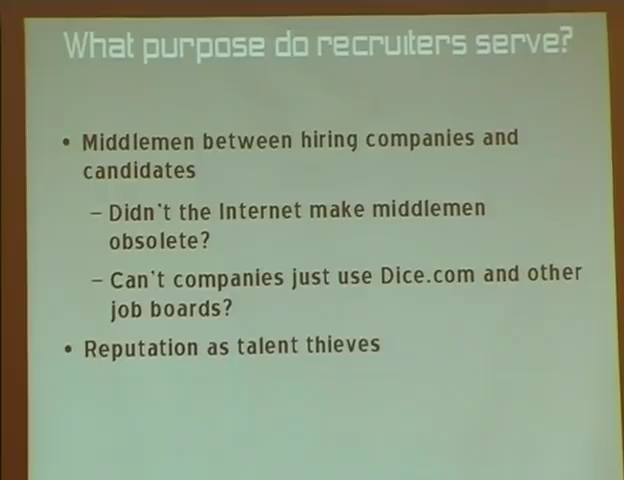 What purpose do recruiters serve?
• Middlemen between hiring companies and
candidates
– Didn't the Internet make middlemen
obsolete?
– Can't companies just use Dice.com and other
job boards?
• Reputation as talent thieves